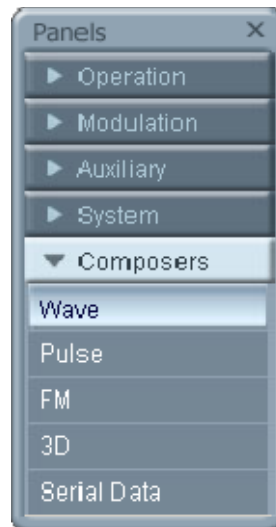 Panels
Operation
Modulation
Auxiliary
System
Composers
Wave
Pulse
FM
3D
Serial Data